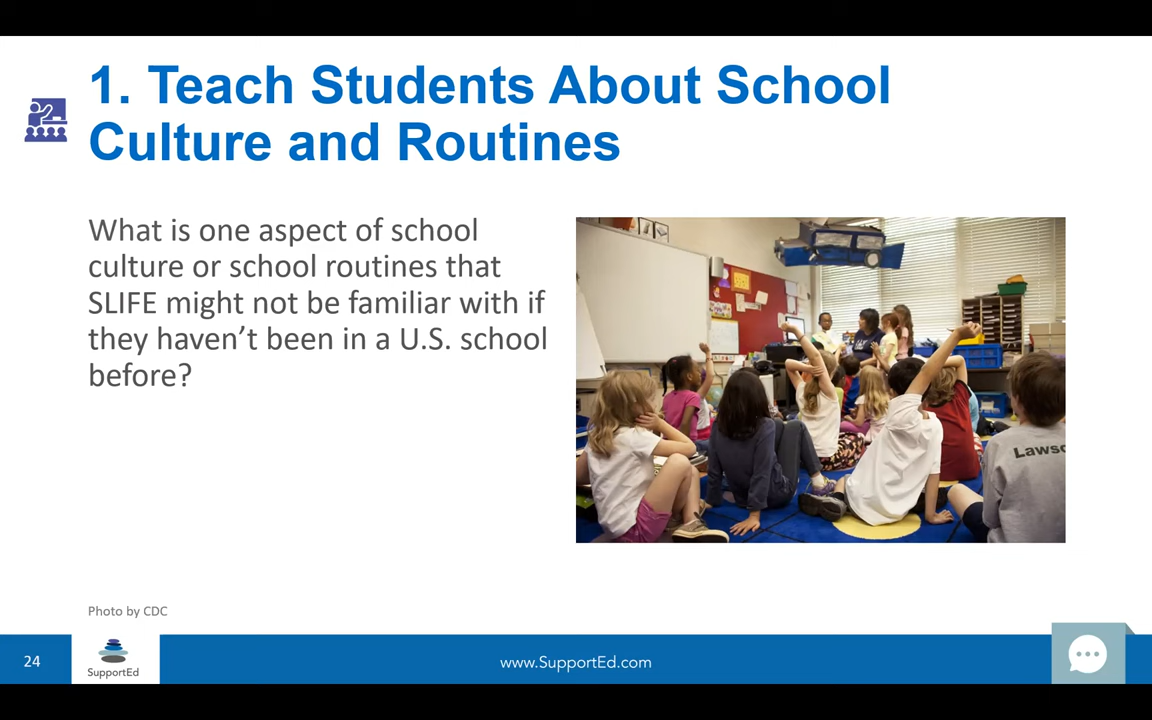 1. Teach Students About School
Culture and Routines
What is one aspect of school
culture or school routines that
SLIFE might not be familiar with if
they haven’t been in a U.S. school
before?
Lawso
Photo by CDC
24
SupportEd
www.SupportEd.com